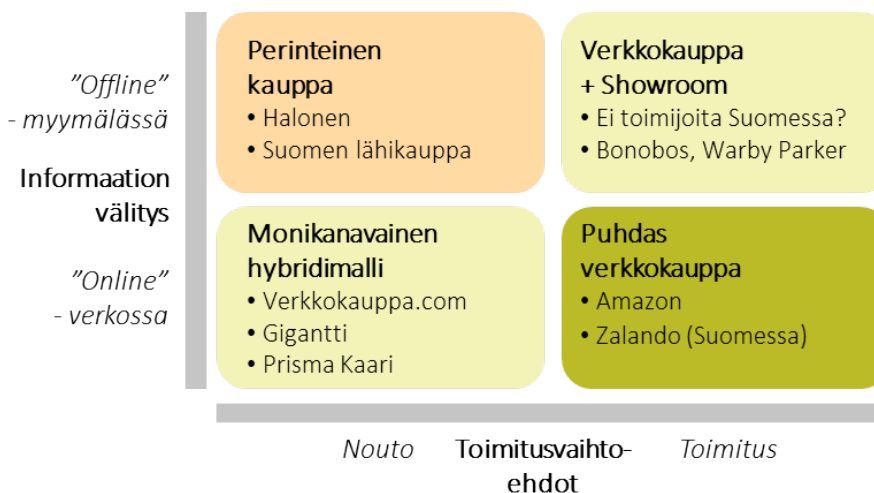 Perinteinen
kauppa
• Halonen
• Suomen lähikauppa
Verkkokauppa
+ Showroom
• Ei toimijoita Suomessa?
• Bonobos, Warby Parker
”Offline”
- myymälässä
Informaation
välitys
”Online”
- verkossa
Monikanavainen
hybridimalli
• Verkkokauppa.com
• Gigantti
• Prisma Kaari
Puhdas
verkkokauppa
• Amazon
• Zalando (Suomessa)
Nouto
Toimitusvaihto-
ehdot
Toimitus